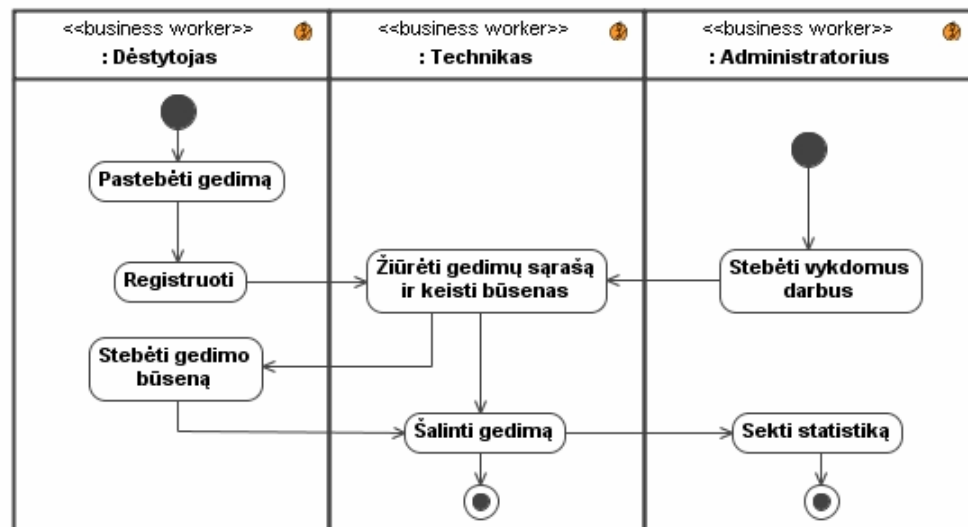 <<business worker>>
: Dėstytojas
<<business worker>>
: Technikas
<<business worker>>
: Administratorius
Pastebėti gedimą
Registruoti
Žiūrėti gedimų sąrašą
ir keisti būsenas
Stebėti vykdomus
darbus
Stebėti gedimo
būseną
Šalinti gedimą
Sekti statistiką